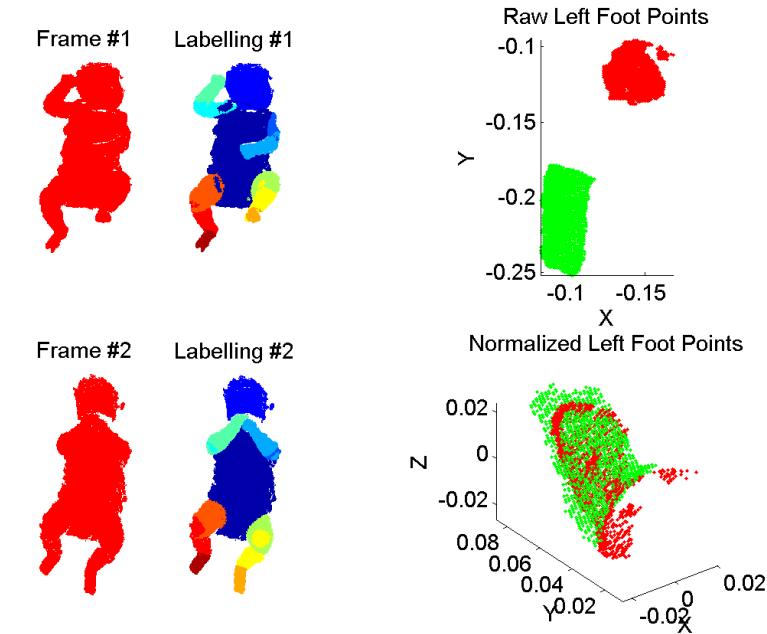 Frame #1
Labelling #1
Raw Left Foot Points
-0.1
-0.15
-0.2
-0.25
Y
-0.1
-0.15
X
Frame #2
Labelling #2
Normalized Left Foot Points
0.02
0
-0.02
Z
0.08
0.06
0.04
0.02
Y
-0.02
0
0.02
X